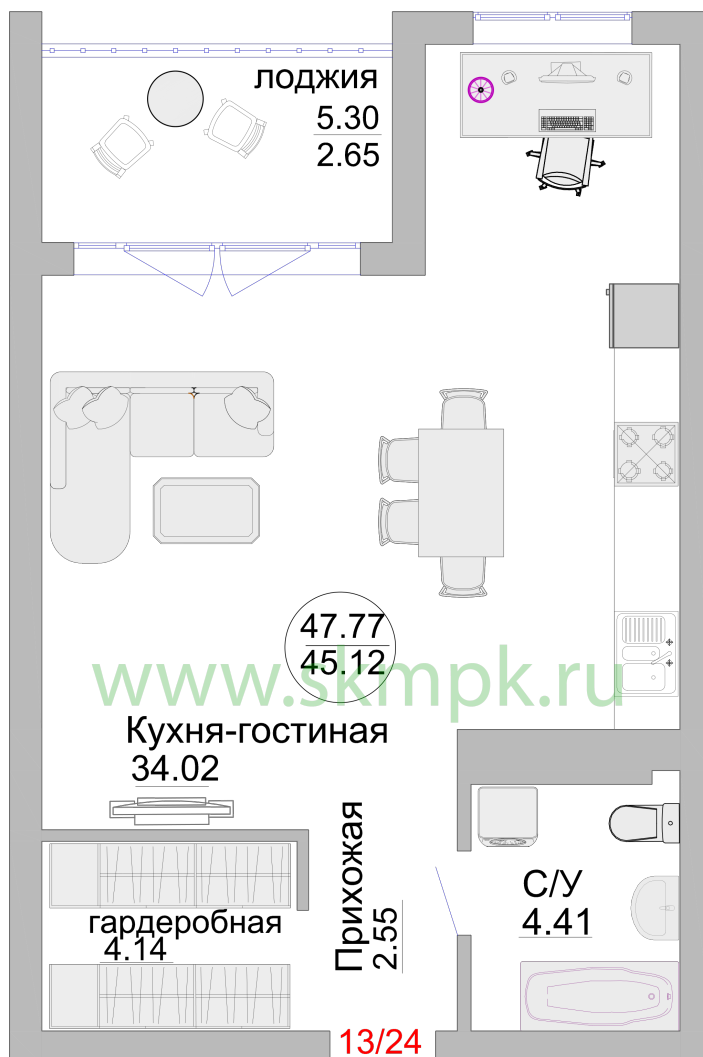 лоджия
5.30
2.65
47.77
45.12
www.skmpk.ru
Кухня-гостиная
34.02
Прихожая
2.55
С/У
4.41
гардеробная
4.14
13/24